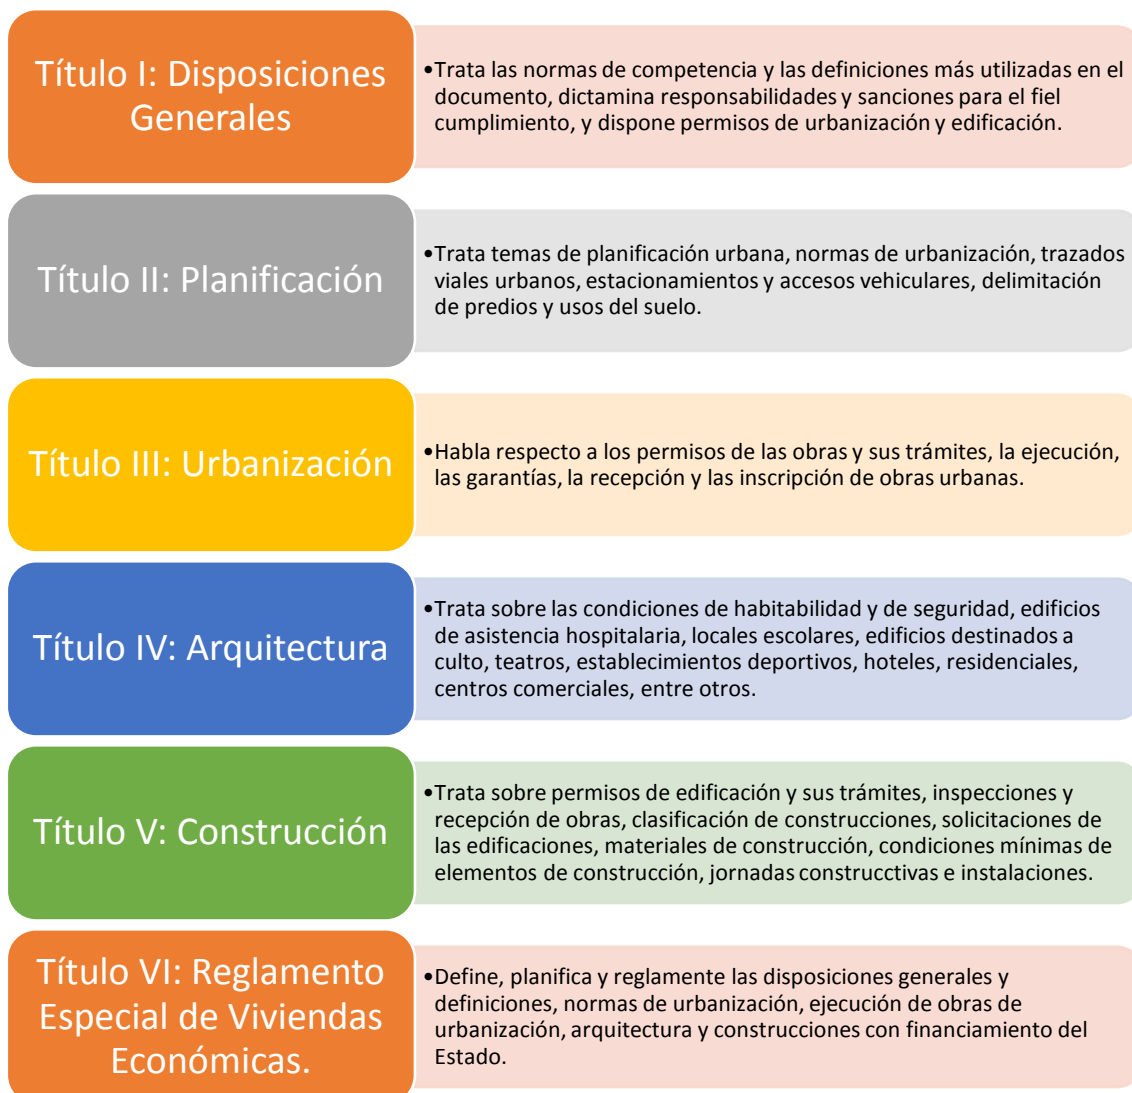 Título I: Disposiciones
Generales
•Trata las normas de competencia y las definiciones más utilizadas en el
documento, dictamina responsabilidades y sanciones para el fiel
cumplimiento, y dispone permisos de urbanización y edificación.
Título II: Planificación
•Trata temas de planificación urbana, normas de urbanización, trazados
viales urbanos, estacionamientos y accesos vehiculares, delimitación
de predios y usos del suelo.
Título III: Urbanización
•Habla respecto a los permisos de las obras y sus trámites, la ejecución,
las garantías, la recepción y las inscripción de obras urbanas.
Título IV: Arquitectura
•Trata sobre las condiciones de habitabilidad y de seguridad, edificios
de asistencia hospitalaria, locales escolares, edificios destinados a
culto, teatros, establecimientos deportivos, hoteles, residenciales,
centros comerciales, entre otros.
Título V: Construcción
•Trata sobre permisos de edificación y sus trámites, inspecciones y
recepción de obras, clasificación de construcciones, solicitaciones de
las edificaciones, materiales de construcción, condiciones mínimas de
elementos de construcción, jornadas construcctivas e instalaciones.
Título VI: Reglamento
Especial de Viviendas
Económicas.
•Define, planifica y reglamente las disposiciones generales y
definiciones, normas de urbanización, ejecución de obras de
urbanización, arquitectura y construcciones con financiamiento del
Estado.